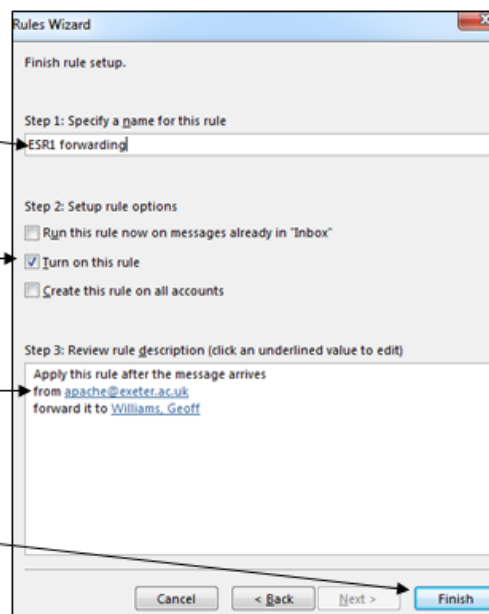 Rules Wizard
Finish rule setup.
Step 1: Specify a name for this rule
ESR1 forwarding
Step 2: Setup rule options
Run this rule now on messages already in "Inbox"
Turn on this rule
Create this rule on all accounts
Step 3: Review rule description (click an underlined value to edit)
Apply this rule after the message arrives
from apache@exeter.ac.uk
forward it to Williams, Geoff
Cancel < Back Next > Finish